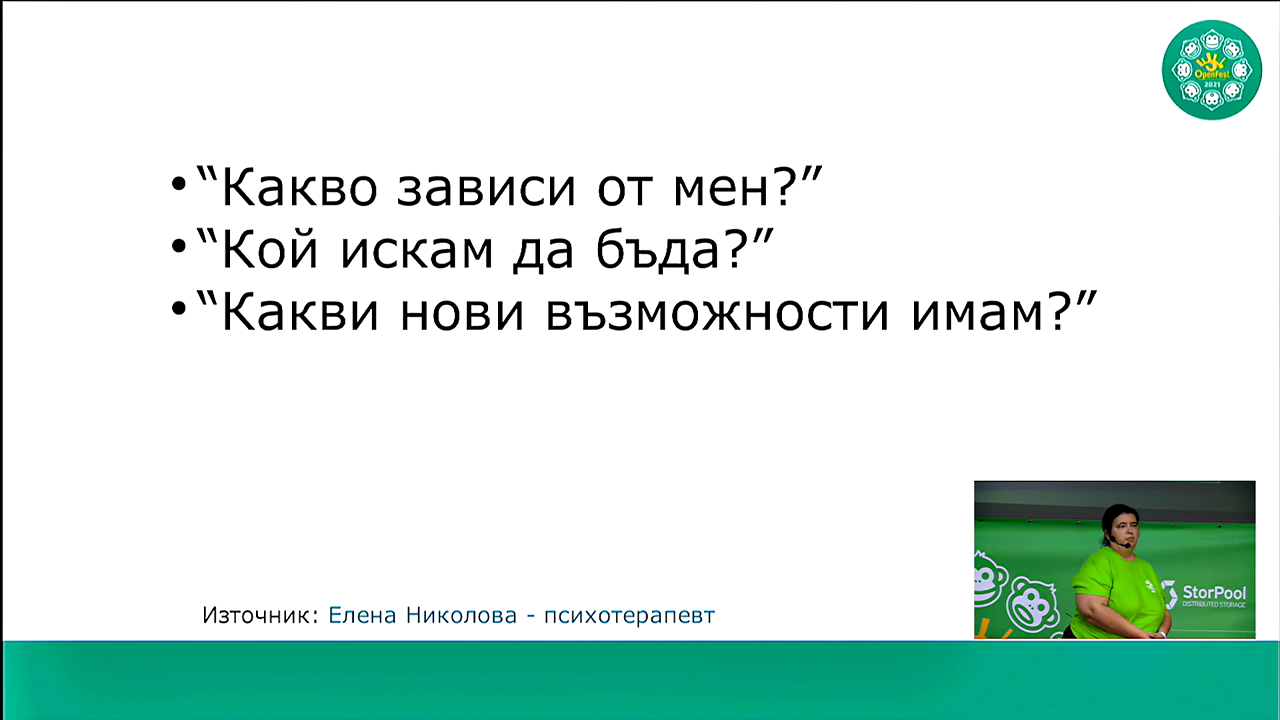 OpenFest
2021
• “Какво зависи от мен?”
• “Кой искам да бъда?”
• “Какви нови възможности имам?”
StorPool
DISTRIBUTED STORAGE
Източник: Елена Николова - психотерапевт